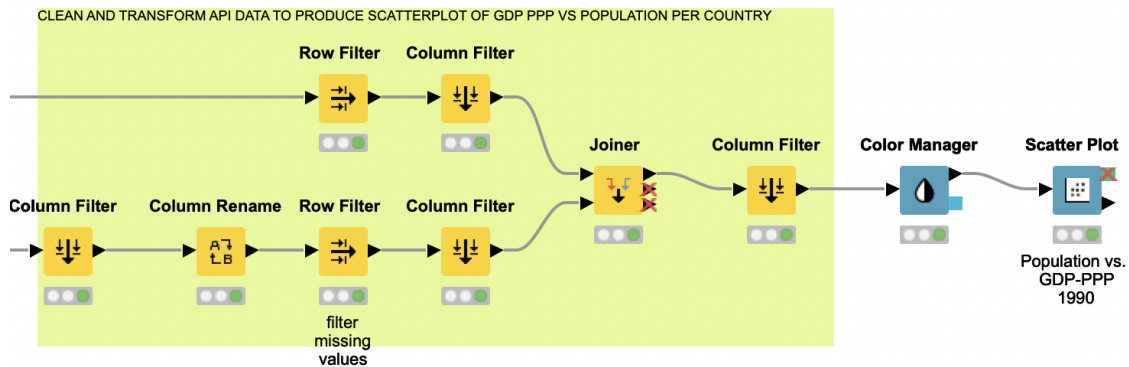 CLEAN AND TRANSFORM API DATA TO PRODUCE SCATTERPLOT OF GDP PPP VS POPULATION PER COUNTRY
Row Filter
Column Filter
Joiner
Column Filter
Color Manager
Scatter Plot
Column Filter
Column Rename
Row Filter
Column Filter
A
B
Population vs.
GDP-PPP
1990
filter
missing
values